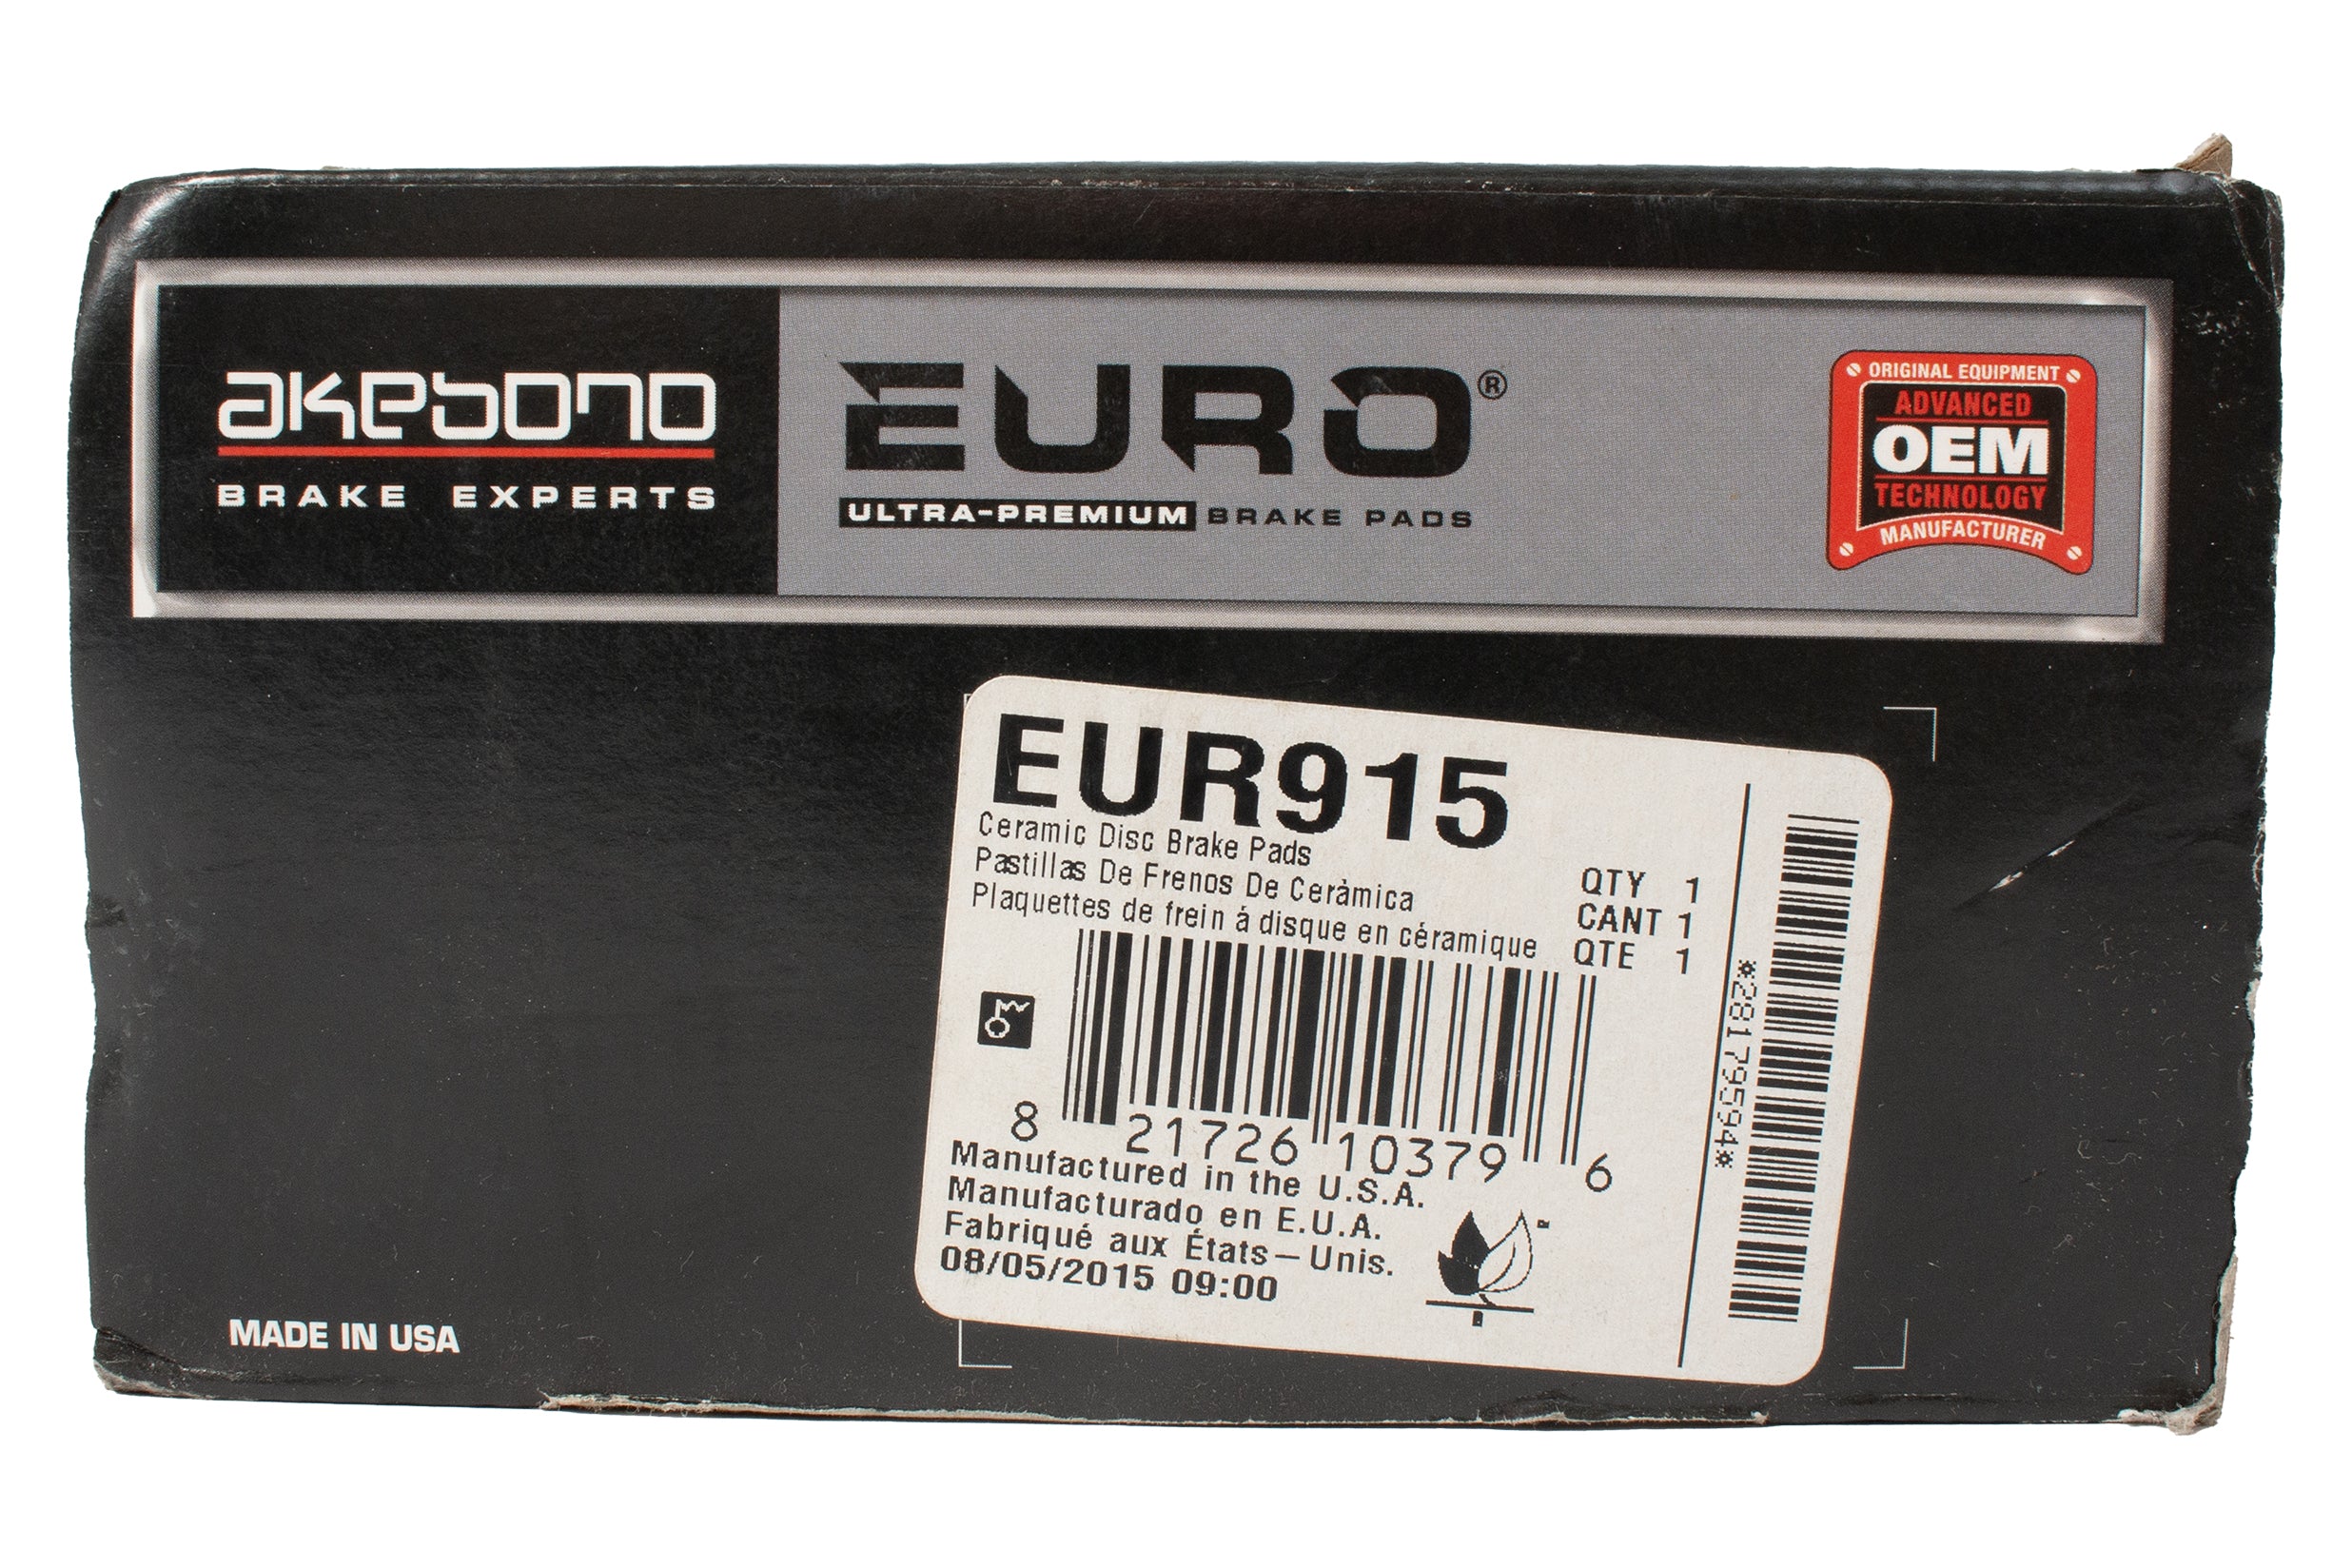 akebono
BRAKE EXPERTS
EURO®
ULTRA-PREMIUM BRAKE PADS
ORIGINAL EQUIPMENT
ADVANCED
OEM
TECHNOLOGY
MANUFACTURER
EUR915
Ceramic Disc Brake Pads
Pastillas De Frenos De Ceràmica
Plaquettes de frein á disque en céramique
QTY 1
CANT 1
QTE 1
8 21726 10379 6
*28179594*
Manufactured in the U.S.A.
Manufacturado en E.U.A.
Fabriqué aux États-Unis.
08/05/2015 09:00
MADE IN USA